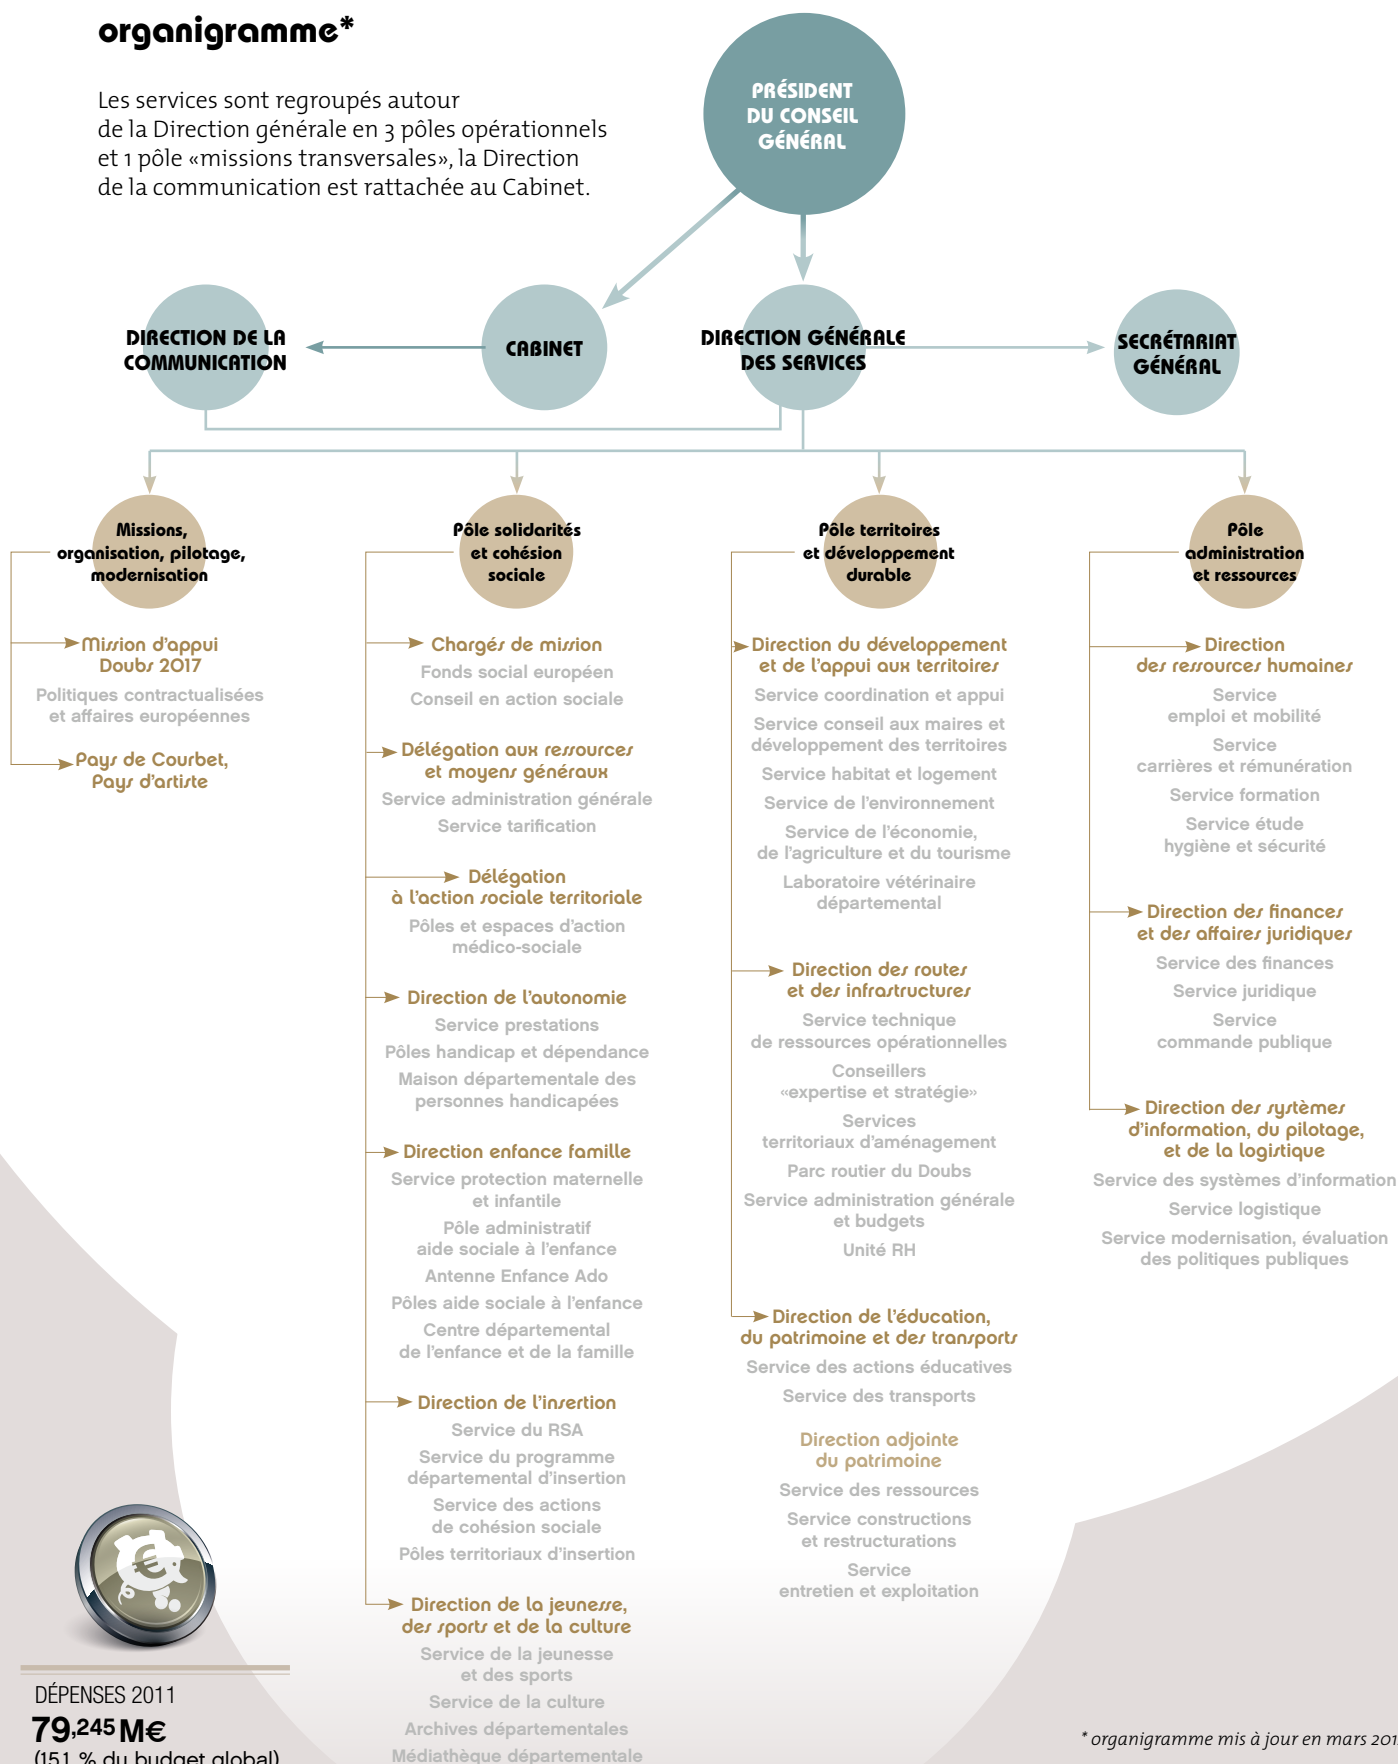 organigramme*
Les services sont regroupés autour
de la Direction générale en 3 pôles opérationnels
et 1 pôle «missions transversales», la Direction
de la communication est rattachée au Cabinet.
PRÉSIDENT
DU CONSEIL
GÉNÉRAL
DIRECTION DE LA
COMMUNICATION
CABINET
DIRECTION GÉNÉRALE
DES SERVICES
SECRÉTARIAT
GÉNÉRAL
Missions,
organisation, pilotage,
modernisation
Mission d'appui
Doubs 2017
Politiques contractualisées
et affaires européennes
Pays de Courbet,
Pays d'artiste
Pôle solidarités
et cohésion
sociale
Chargés de mission
Fonds social européen
Conseil en action sociale
Délégation aux ressources
et moyens généraux
Service administration générale
Service tarification
Délégation
à l'action sociale territoriale
Pôles et espaces d'action
médico-sociale
Direction de l'autonomie
Service prestations
Pôles handicap et dépendance
Maison départementale des
personnes handicapées
Direction enfance famille
Service protection maternelle
et infantile
Pôle administratif
aide sociale à l'enfance
Antenne Enfance Ado
Pôles aide sociale à l'enfance
Centre départemental
de l'enfance et de la famille
Direction de l'insertion
Service du RSA
Service du programme
départemental d'insertion
Service des actions
de cohésion sociale
Pôles territoriaux d'insertion
Direction de la jeunesse,
des sports et de la culture
Service de la jeunesse
et des sports
Service de la culture
Archives départementales
Médiathèque départementale
Pôle territoires
et développement
durable
Direction du développement
et de l'appui aux territoires
Service coordination et appui
Service conseil aux maires et
développement des territoires
Service habitat et logement
Service de l'environnement
Service de l'économie,
de l'agriculture et du tourisme
Laboratoire vétérinaire
départemental
Direction des routes
et des infrastructures
Service technique
de ressources opérationnelles
Conseillers
«expertise et stratégie»
Services
territoriaux d'aménagement
Parc routier du Doubs
Service administration générale
et budgets
Unité RH
Direction de l'éducation,
du patrimoine et des transports
Service des actions éducatives
Service des transports
Direction adjointe
du patrimoine
Service des ressources
Service constructions
et restructurations
Service
entretien et exploitation
Pôle
administration
et ressources
Direction
des ressources humaines
Service
emploi et mobilité
Service
carrières et rémunération
Service formation
Service étude
hygiène et sécurité
Direction des finances
et des affaires juridiques
Service des finances
Service juridique
Service
commande publique
Direction des systèmes
d'information, du pilotage,
et de la logistique
Service des systèmes d'information
Service logistique
Service modernisation, évaluation
des politiques publiques
€
DÉPENSES 2011
79,245 M€
(15,1 % du budget global)
* organigramme mis à jour en mars 201